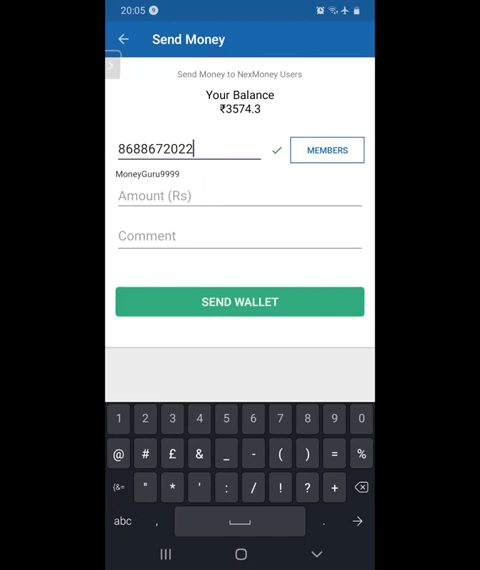 20:05
Send Money
Send Money to NexMoney Users
Your Balance
₹3574.3
8688672022
MEMBERS
MoneyGuru9999
Amount (Rs)
Comment
SEND WALLET
1 2 3 4 5 6 7 8 9 0
@ # £ & _ - ( ) = %
{&= " * ' : / ! ? +
abc , .